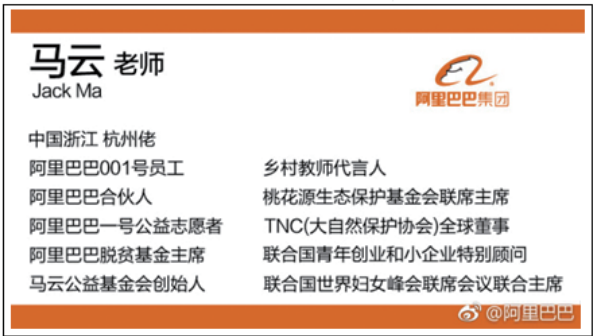 马云 老师
Jack Ma
阿里巴巴集团
中国浙江 杭州佬
阿里巴巴001号员工
阿里巴巴合伙人
阿里巴巴一号公益志愿者
阿里巴巴脱贫基金主席
马云公益基金会创始人
乡村教师代言人
桃花源生态保护基金会联席主席
TNC(大自然保护协会)全球董事
联合国青年创业和小企业特别顾问
联合国世界妇女峰会联席会议联合主席
@阿里巴巴